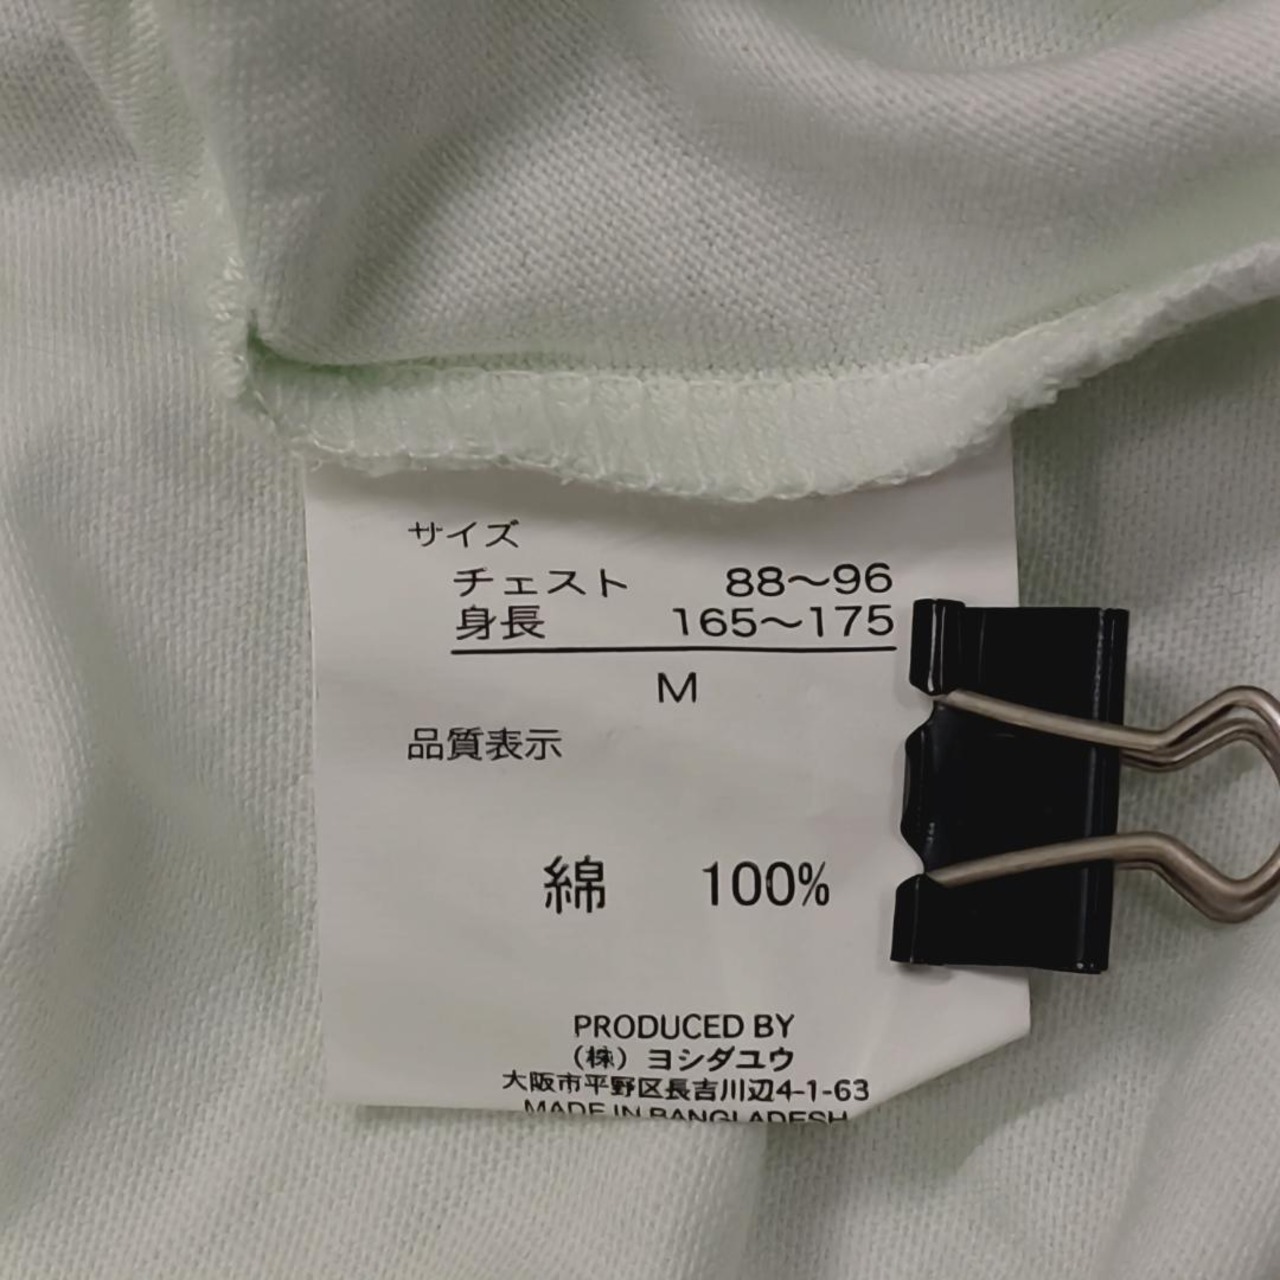 サイズ
チェスト 88〜96
身長 165〜175
M
品質表示
綿 100%
PRODUCED BY
(株) ヨシダユウ
大阪市平野区長吉川辺4-1-63
MADE IN BANGLADESH